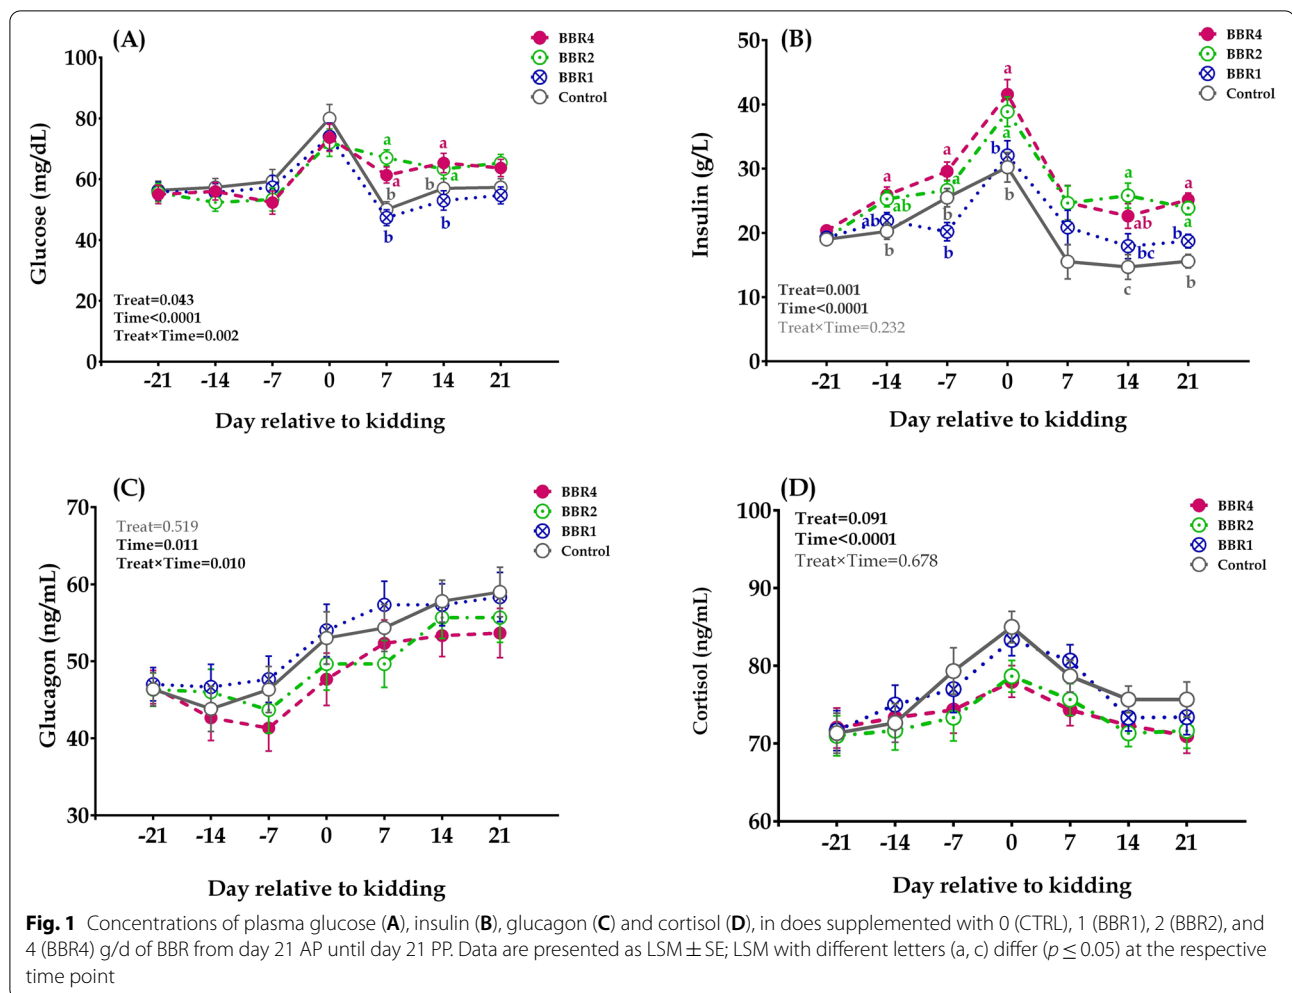 (A)
BBR4
BBR2
BBR1
Control
100
80
60
40
20
0
Glucose (mg/dL)
a
a
b
b
a
a
b
b
Treat=0.043
Time<0.0001
Treat×Time=0.002
-21 -14 -7 0 7 14 21
Day relative to kidding
(B)
BBR4
BBR2
BBR1
Control
50
40
30
20
10
0
Insulin (g/L)
a
ab
ab
b
a
a
b
b
a
a
b
b
a
ab
bc
c
a
a
b
b
Treat=0.001
Time<0.0001
Treat×Time=0.232
-21 -14 -7 0 7 14 21
Day relative to kidding
(C)
BBR4
BBR2
BBR1
Control
70
60
50
40
30
Glucagon (ng/mL)
Treat=0.519
Time=0.011
Treat×Time=0.010
-21 -14 -7 0 7 14 21
Day relative to kidding
(D)
BBR4
BBR2
BBR1
Control
100
90
80
70
60
Cortisol (ng/mL)
Treat=0.091
Time<0.0001
Treat×Time=0.678
-21 -14 -7 0 7 14 21
Day relative to kidding
Fig. 1 Concentrations of plasma glucose (A), insulin (B), glucagon (C) and cortisol (D), in does supplemented with 0 (CTRL), 1 (BBR1), 2 (BBR2), and
4 (BBR4) g/d of BBR from day 21 AP until day 21 PP. Data are presented as LSM ± SE; LSM with different letters (a, c) differ (p ≤ 0.05) at the respective
time point